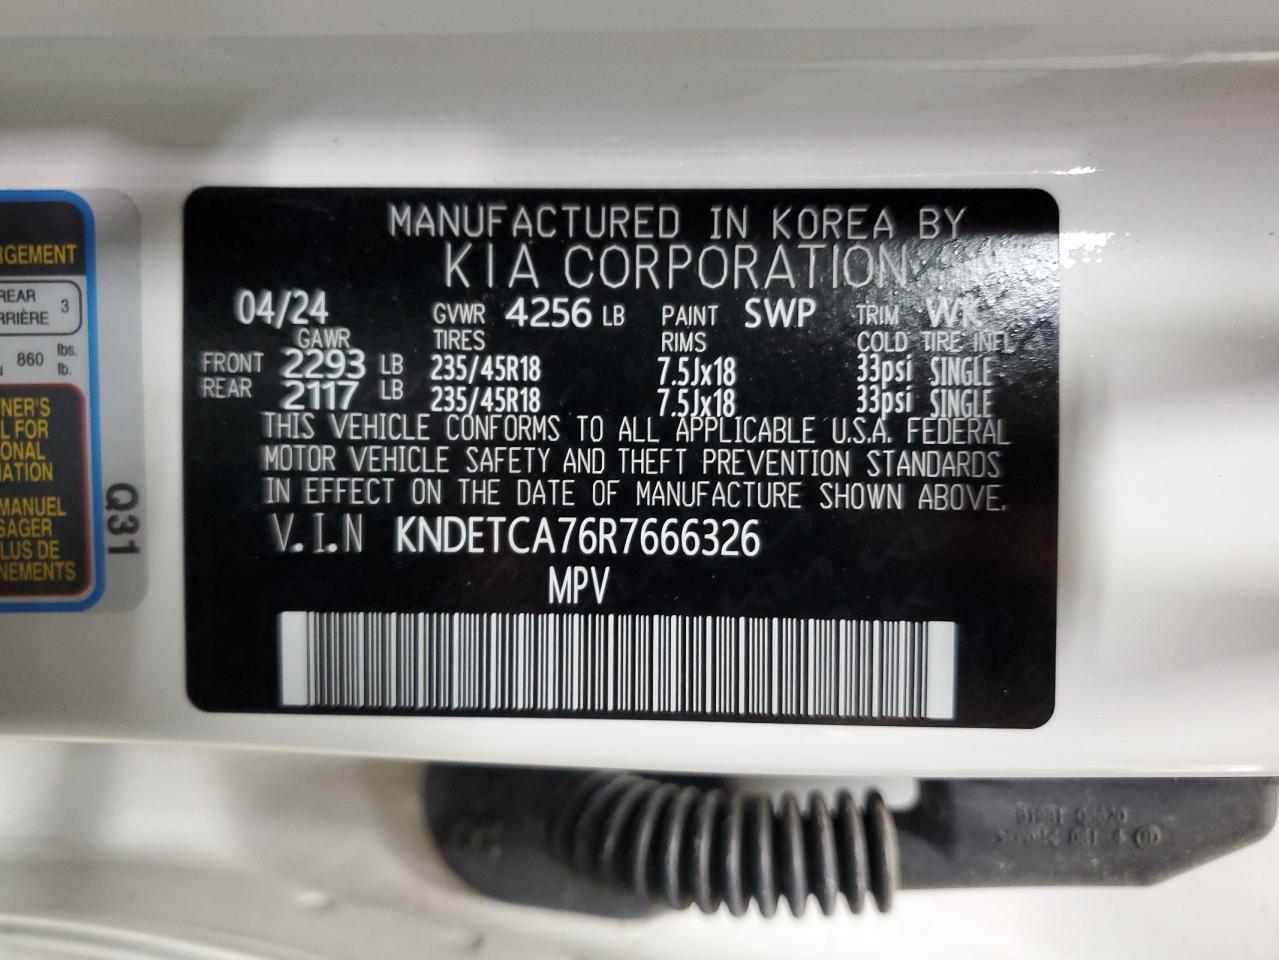 MANUFACTURED IN KOREA BY
KIA CORPORATION
04/24 GVWR 4256 LB PAINT SWP TRIM WK
GAWR TIRES RIMS COLD TIRE INFL
FRONT 2293 LB 235/45R18 7.5Jx18 33psi SINGLE
REAR 2117 LB 235/45R18 7.5Jx18 33psi SINGLE
THIS VEHICLE CONFORMS TO ALL APPLICABLE U.S.A. FEDERAL
MOTOR VEHICLE SAFETY AND THEFT PREVENTION STANDARDS
IN EFFECT ON THE DATE OF MANUFACTURE SHOWN ABOVE.
V.I.N KNDETCA76R7666326
MPV
RGEMENT
REAR 3
RRIÈRE
860 lbs.
lb.
NER'S
L FOR
ONAL
ATION
MANUEL
SAGER
LUS DE
NEMENTS
Q31